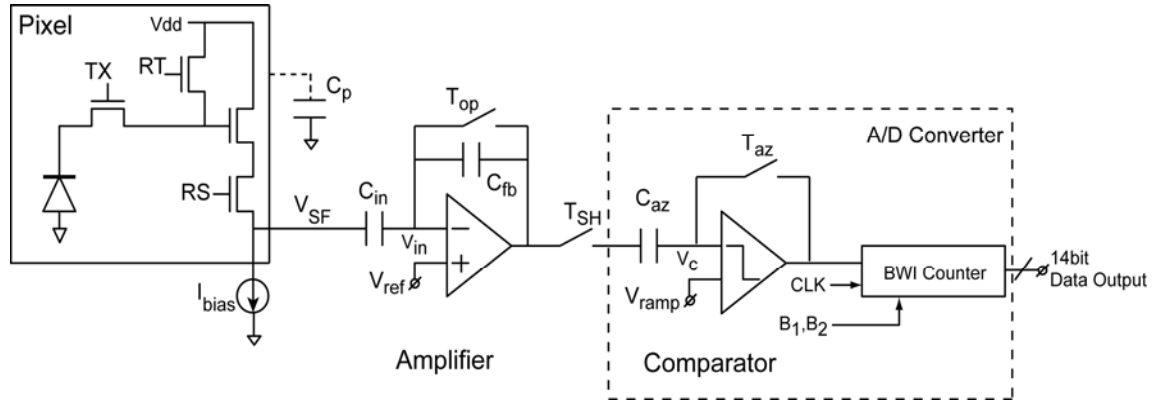 Pixel
Vdd
RT
TX
C_p
RS
V_SF
I_bias
C_in
T_op
C_fb
V_in
V_ref
Amplifier
T_SH
A/D Converter
T_az
C_az
V_c
V_ramp
Comparator
BWI Counter
CLK
B_1,B_2
14bit
Data Output